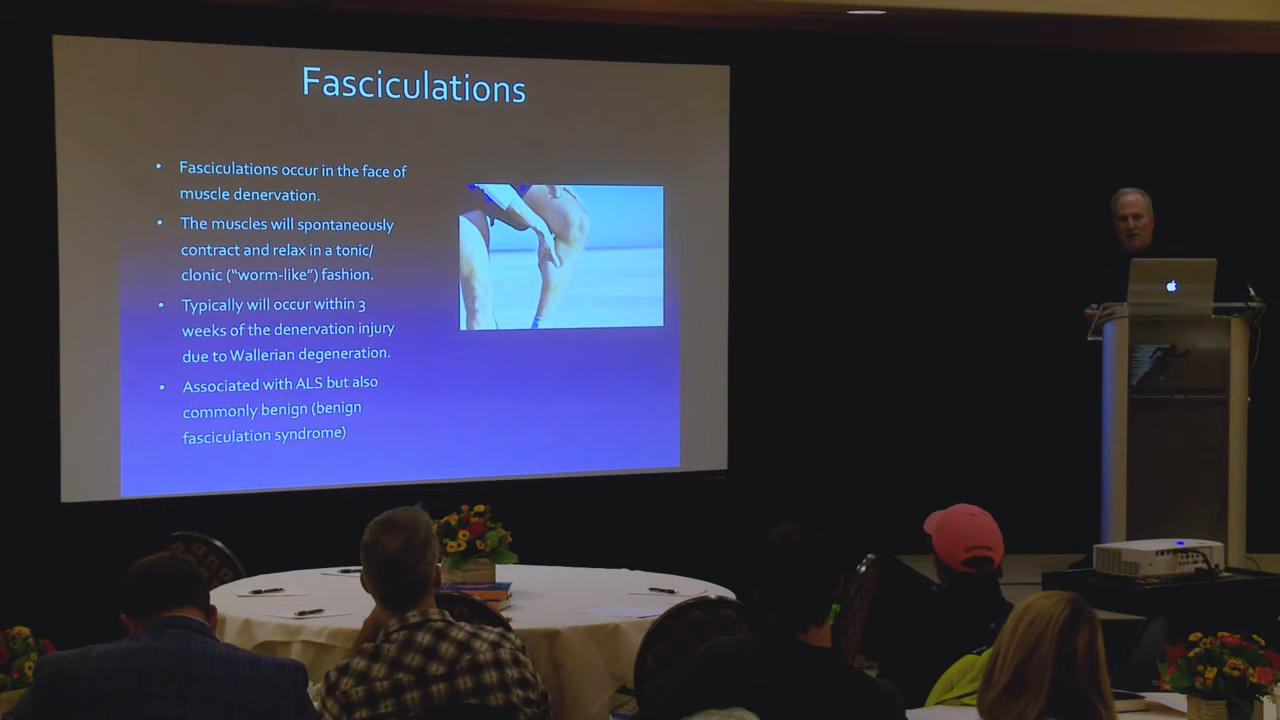 Fasciculations
• Fasciculations occur in the face of
muscle denervation.
• The muscles will spontaneously
contract and relax in a tonic/
clonic ("worm-like") fashion.
• Typically will occur within 3
weeks of the denervation injury
due to Wallerian degeneration.
• Associated with ALS but also
commonly benign (benign
fasciculation syndrome)